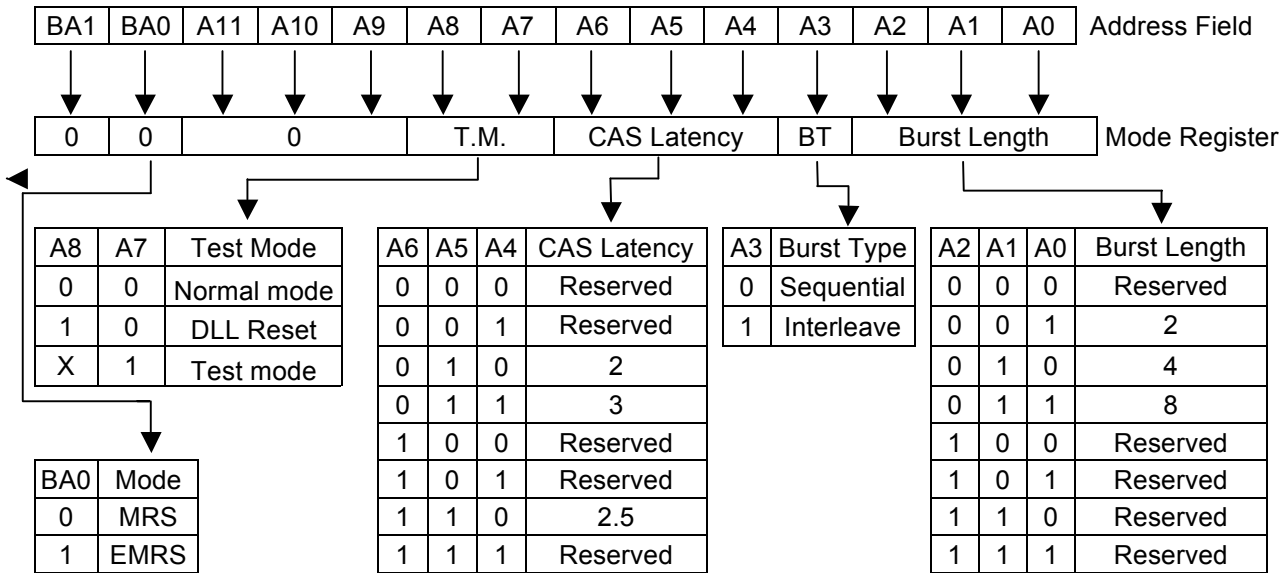 BA1 BA0 A11 A10 A9 A8 A7 A6 A5 A4 A3 A2 A1 A0 Address Field
0 0 0 T.M. CAS Latency BT Burst Length Mode Register
A8 A7 Test Mode
0 0 Normal mode
1 0 DLL Reset
X 1 Test mode
BA0 Mode
0 MRS
1 EMRS
A6 A5 A4 CAS Latency
0 0 0 Reserved
0 0 1 Reserved
0 1 0 2
0 1 1 3
1 0 0 Reserved
1 0 1 Reserved
1 1 0 2.5
1 1 1 Reserved
A3 Burst Type
0 Sequential
1 Interleave
A2 A1 A0 Burst Length
0 0 0 Reserved
0 0 1 2
0 1 0 4
0 1 1 8
1 0 0 Reserved
1 0 1 Reserved
1 1 0 Reserved
1 1 1 Reserved